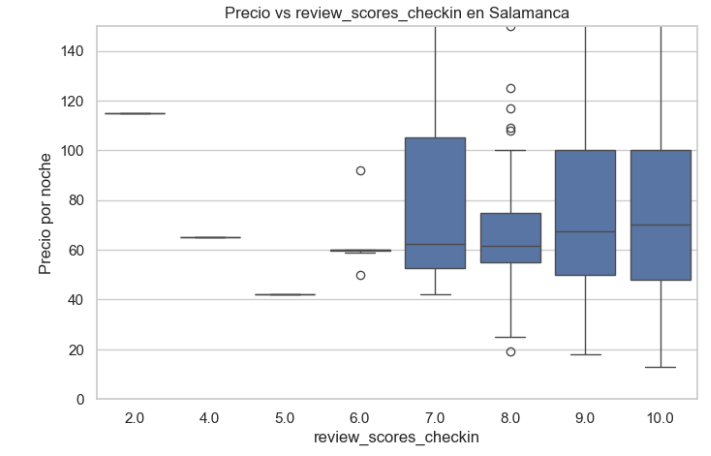 Precio vs review_scores_checkin en Salamanca
Precio por noche
140
120
100
80
60
40
20
0
2.0 4.0 5.0 6.0 7.0 8.0 9.0 10.0
review_scores_checkin